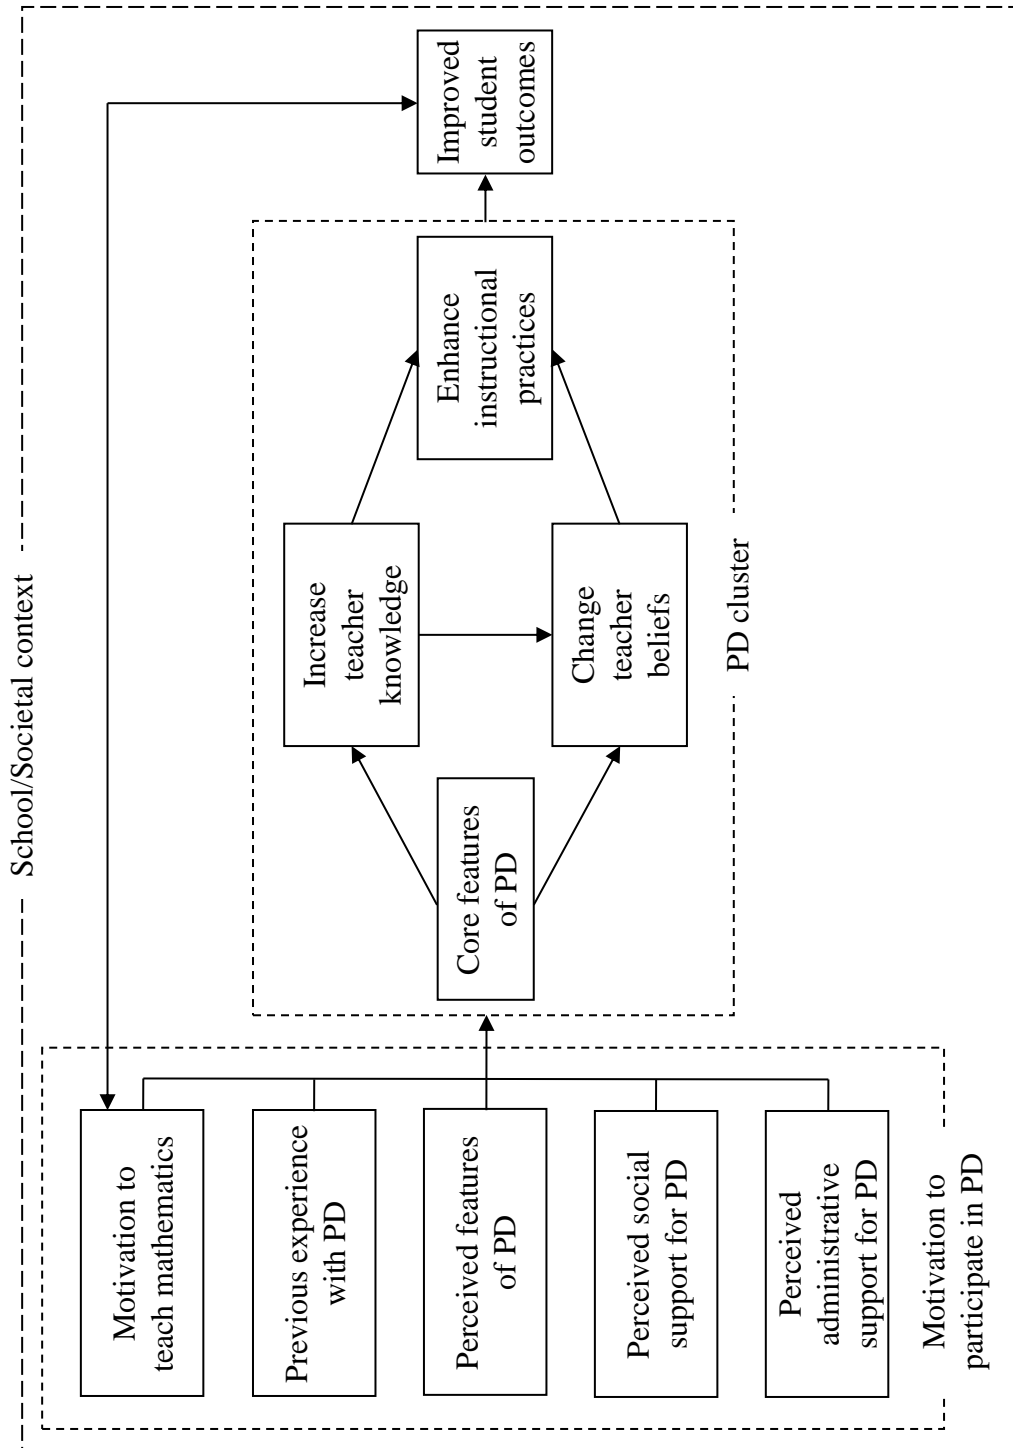 School/Societal context
Motivation to
teach mathematics
Previous experience
with PD
Perceived features
of PD
Perceived social
support for PD
Perceived
administrative
support for PD
Motivation to
participate in PD
Core features
of PD
Increase
teacher
knowledge
Change
teacher
beliefs
Enhance
instructional
practices
PD cluster
Improved
student
outcomes